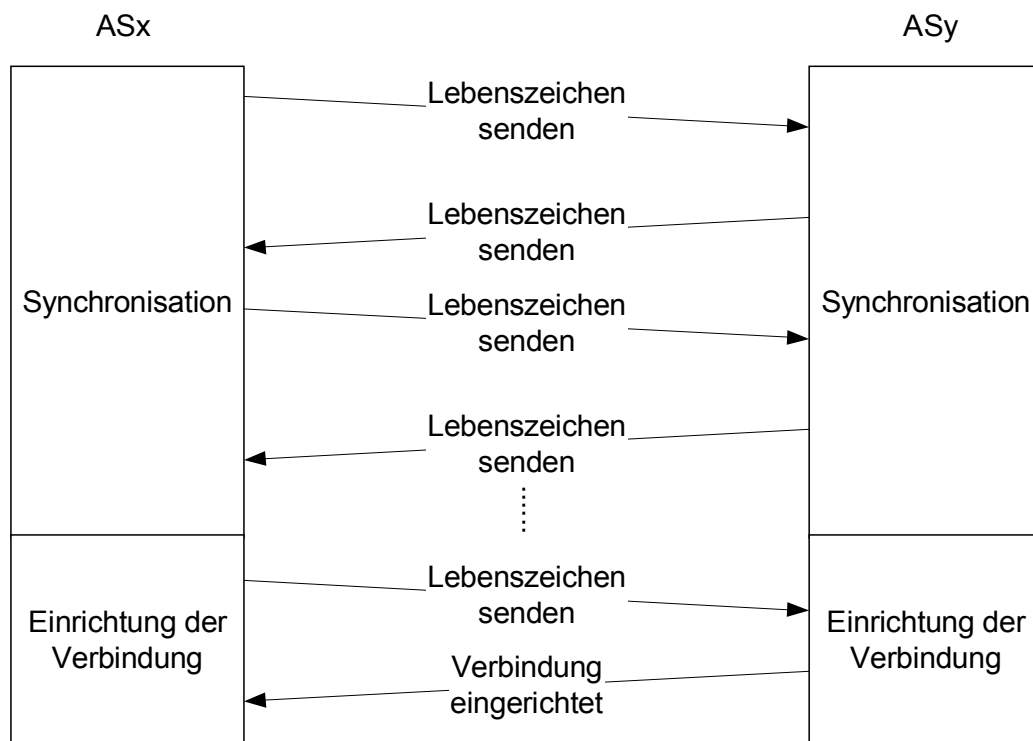 ASx
ASy
Lebenszeichen
senden
Lebenszeichen
senden
Synchronisation
Lebenszeichen
senden
Synchronisation
Lebenszeichen
senden
Einrichtung der
Verbindung
Lebenszeichen
senden
Einrichtung der
Verbindung
Verbindung
eingerichtet